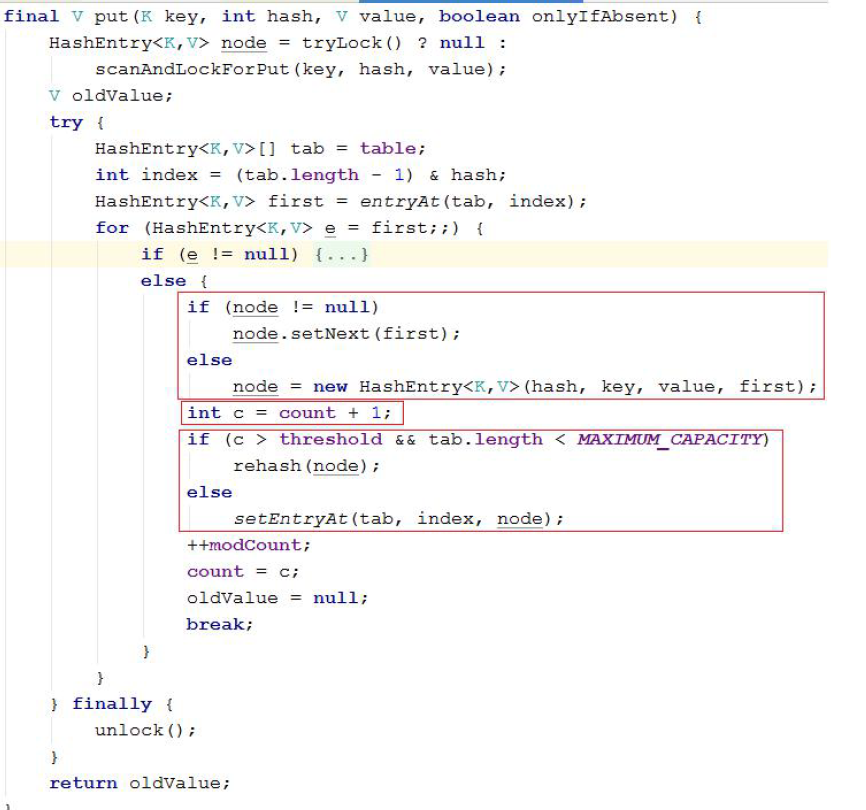 final V put(K key, int hash, V value, boolean onlyIfAbsent) {
    HashEntry<K,V> node = tryLock() ? null :
        scanAndLockForPut(key, hash, value);
    V oldValue;
    try {
        HashEntry<K,V>[] tab = table;
        int index = (tab.length - 1) & hash;
        HashEntry<K,V> first = entryAt(tab, index);
        for (HashEntry<K,V> e = first;;) {
            if (e != null) {...}
            else {
                if (node != null)
                    node.setNext(first);
                else
                    node = new HashEntry<K,V>(hash, key, value, first);
                int c = count + 1;
                if (c > threshold && tab.length < MAXIMUM_CAPACITY)
                    rehash(node);
                else
                    setEntryAt(tab, index, node);
                ++modCount;
                count = c;
                oldValue = null;
                break;
            }
        }
    } finally {
        unlock();
    }
    return oldValue;
}